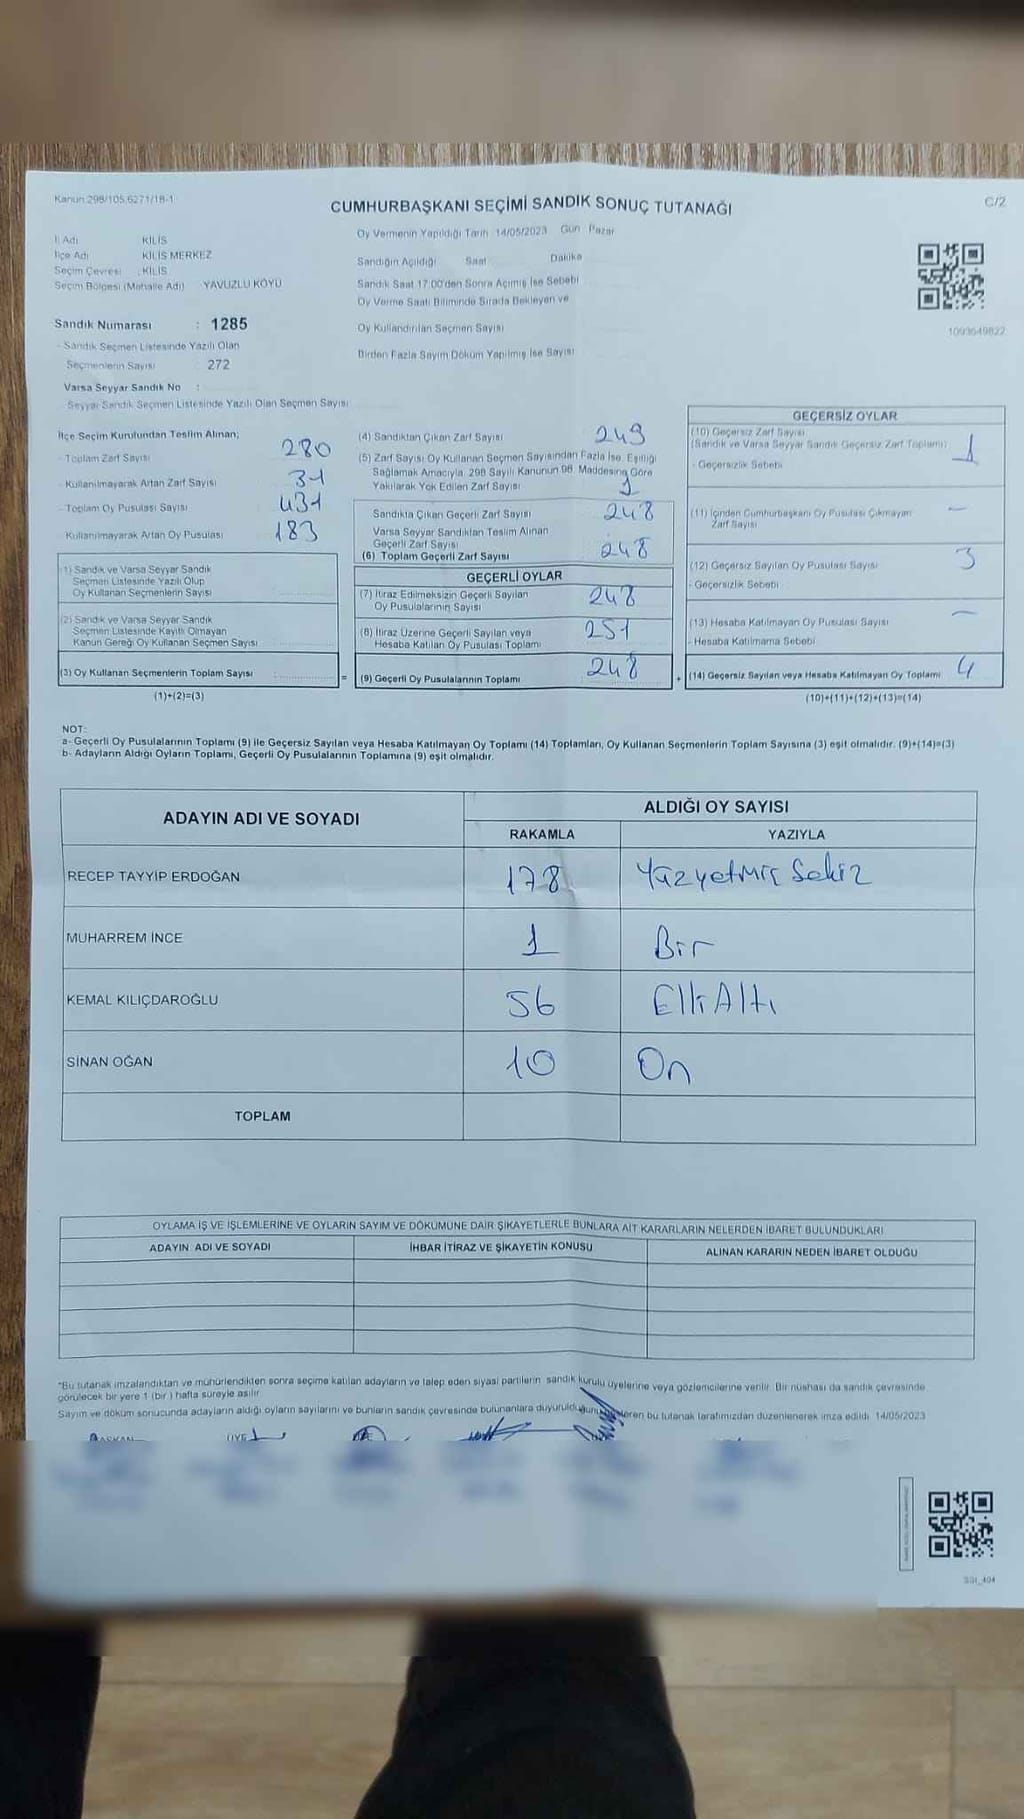 Kanun:298/105,6271/18-1
CUMHURBAŞKANI SEÇİMİ SANDIK SONUÇ TUTANAĞI
C/2
İl Adı KİLİS
İlçe Adı KİLİS MERKEZ
Seçim Çevresi : KİLİS
Seçim Bölgesi (Mahalle Adı) YAVUZLU KÖYÜ
Oy Vermenin Yapıldığı Tarih 14/05/2023 Gün Pazar
Sandığın Açıldığı Saat Dakika
Sandık Saat 17:00'den Sonra Açılmış İse Sebebi
Oy Verme Saati Bitiminde Sırada Bekleyen ve
Oy Kullandırılan Seçmen Sayısı
Birden Fazla Sayım Döküm Yapılmış İse Sayısı
1093649822
Sandık Numarası : 1285
- Sandık Seçmen Listesinde Yazılı Olan
Seçmenlerin Sayısı : 272
Varsa Seyyar Sandık No :
- Seyyar Sandık Seçmen Listesinde Yazılı Olan Seçmen Sayısı
İlçe Seçim Kurulundan Teslim Alınan;
- Toplam Zarf Sayısı 280
- Kullanılmayarak Artan Zarf Sayısı 31
- Toplam Oy Pusulası Sayısı 431
- Kullanılmayarak Artan Oy Pusulası 183
(1) Sandık ve Varsa Seyyar Sandık
Seçmen Listesinde Yazılı Olup
Oy Kullanan Seçmenlerin Sayısı
(2) Sandık ve Varsa Seyyar Sandık
Seçmen Listesinde Kayıtlı Olmayan
Kanun Gereği Oy Kullanan Seçmen Sayısı
(3) Oy Kullanan Seçmenlerin Toplam Sayısı
(1)+(2)=(3)
=
(4) Sandıktan Çıkan Zarf Sayısı 249
(5) Zarf Sayısı Oy Kullanan Seçmen Sayısından Fazla İse, Eşitliği
Sağlamak Amacıyla, 298 Sayılı Kanunun 98. Maddesine Göre
Yakılarak Yok Edilen Zarf Sayısı 1
Sandıkta Çıkan Geçerli Zarf Sayısı 248
Varsa Seyyar Sandıktan Teslim Alınan
Geçerli Zarf Sayısı
(6) Toplam Geçerli Zarf Sayısı 248
GEÇERLİ OYLAR
(7) İtiraz Edilmeksizin Geçerli Sayılan
Oy Pusulalarının Sayısı 248
(8) İtiraz Üzerine Geçerli Sayılan veya
Hesaba Katılan Oy Pusulası Toplamı 251
(9) Geçerli Oy Pusulalarının Toplamı 248
+
GEÇERSİZ OYLAR
(10) Geçersiz Zarf Sayısı
(Sandık ve Varsa Seyyar Sandık Geçersiz Zarf Toplamı) 1
- Geçersizlik Sebebi
(11) İçinden Cumhurbaşkanı Oy Pusulası Çıkmayan
Zarf Sayısı —
(12) Geçersiz Sayılan Oy Pusulası Sayısı 3
- Geçersizlik Sebebi
(13) Hesaba Katılmayan Oy Pusulası Sayısı —
- Hesaba Katılmama Sebebi
(14) Geçersiz Sayılan veya Hesaba Katılmayan Oy Toplamı 4
(10)+(11)+(12)+(13)=(14)
NOT:
a- Geçerli Oy Pusulalarının Toplamı (9) ile Geçersiz Sayılan veya Hesaba Katılmayan Oy Toplamı (14) Toplamları, Oy Kullanan Seçmenlerin Toplam Sayısına (3) eşit olmalıdır. (9)+(14)=(3)
b- Adayların Aldığı Oyların Toplamı, Geçerli Oy Pusulalarının Toplamına (9) eşit olmalıdır.
ADAYIN ADI VE SOYADI
ALDIĞI OY SAYISI
RAKAMLA YAZIYLA
RECEP TAYYİP ERDOĞAN 178 Yüzyetmiş Sekiz
MUHARREM İNCE 1 Bir
KEMAL KILIÇDAROĞLU 56 Elli Altı
SİNAN OĞAN 10 On
TOPLAM
OYLAMA İŞ VE İŞLEMLERİNE VE OYLARIN SAYIM VE DÖKÜMÜNE DAİR ŞİKAYETLERLE BUNLARA AİT KARARLARIN NELERDEN İBARET BULUNDUKLARI
ADAYIN ADI VE SOYADI İHBAR İTİRAZ VE ŞİKAYETİN KONUSU ALINAN KARARIN NEDEN İBARET OLDUĞU
*Bu tutanak imzalandıktan ve mühürlendikten sonra seçime katılan adayların ve talep eden siyasi partilerin sandık kurulu üyelerine veya gözlemcilerine verilir. Bir nüshası da sandık çevresinde
görülecek bir yere 1 (bir) hafta süreyle asılır.
Sayım ve döküm sonucunda adayların aldığı oyların sayılarını ve bunların sandık çevresinde bulunanlara duyurulduğunu gösteren bu tutanak tarafımızdan düzenlenerek imza edildi. 14/05/2023
BAŞKAN ÜYE